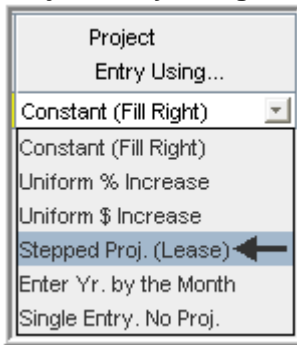 Project
Entry Using...
Constant (Fill Right)
Constant (Fill Right)
Uniform % Increase
Uniform $ Increase
Stepped Proj. (Lease)
Enter Yr. by the Month
Single Entry. No Proj.